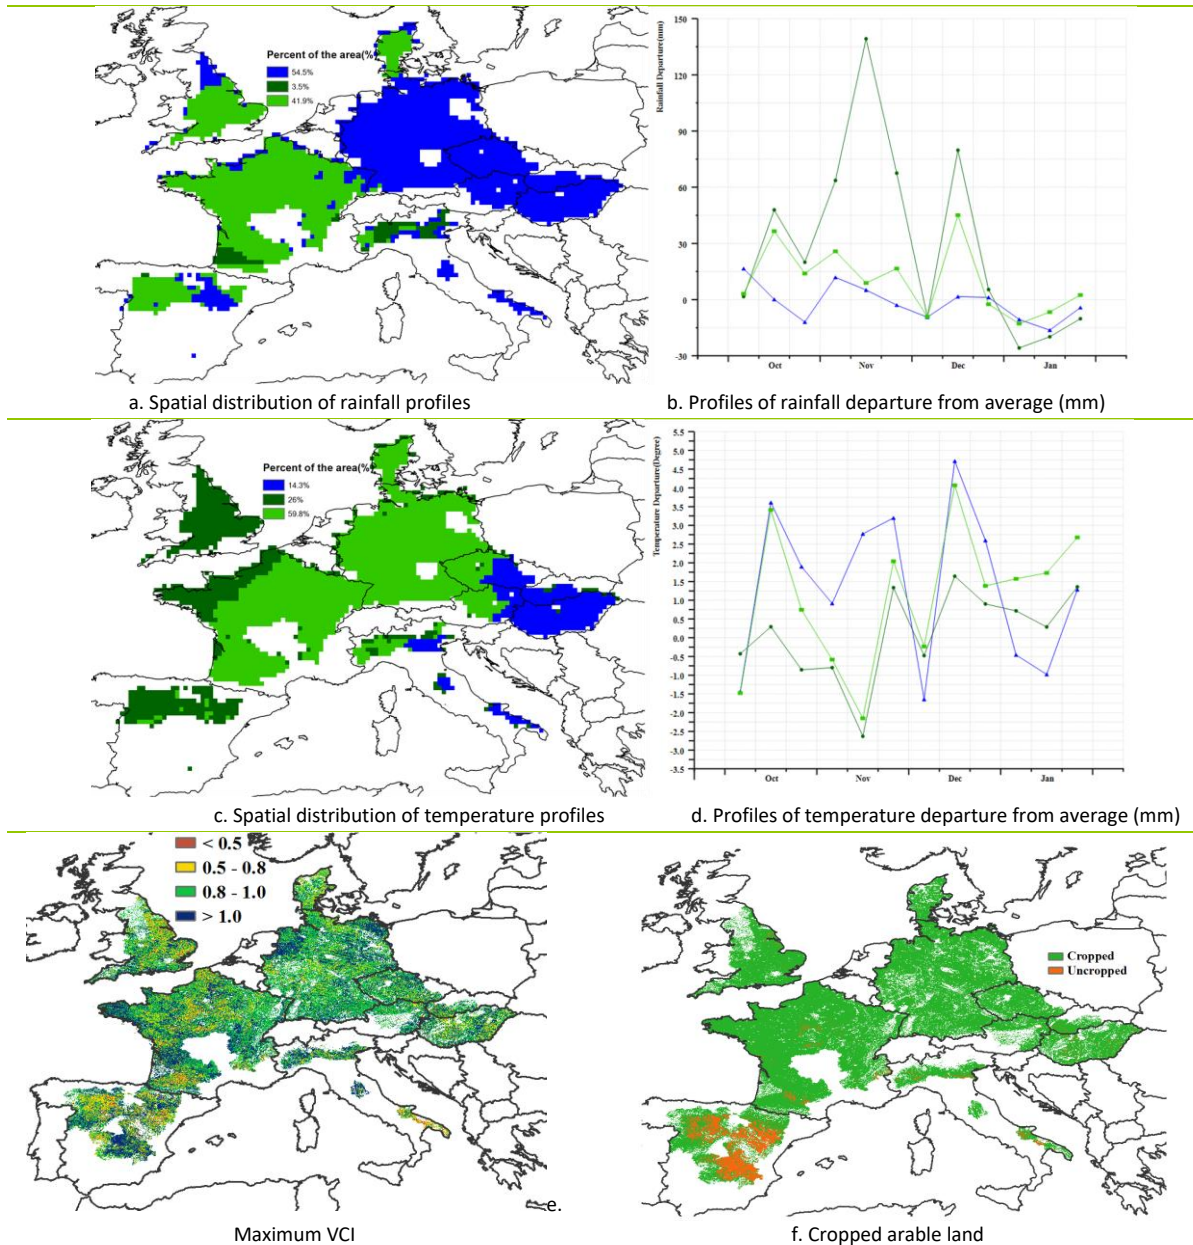 Percent of the area(%)
54.5%
3.5%
41.9%
Rainfall Departure(mm)
150
120
90
60
30
0
-30
Oct Nov Dec Jan
a. Spatial distribution of rainfall profiles
b. Profiles of rainfall departure from average (mm)
Percent of the area(%)
14.3%
26%
59.8%
Temperature Departure(Degree)
5.5
5.0
4.5
4.0
3.5
3.0
2.5
2.0
1.5
1.0
0.5
0.0
-0.5
-1.0
-1.5
-2.0
-2.5
-3.0
-3.5
Oct Nov Dec Jan
c. Spatial distribution of temperature profiles
d. Profiles of temperature departure from average (mm)
< 0.5
0.5 - 0.8
0.8 - 1.0
> 1.0
Cropped
Uncropped
e.
Maximum VCI
f. Cropped arable land